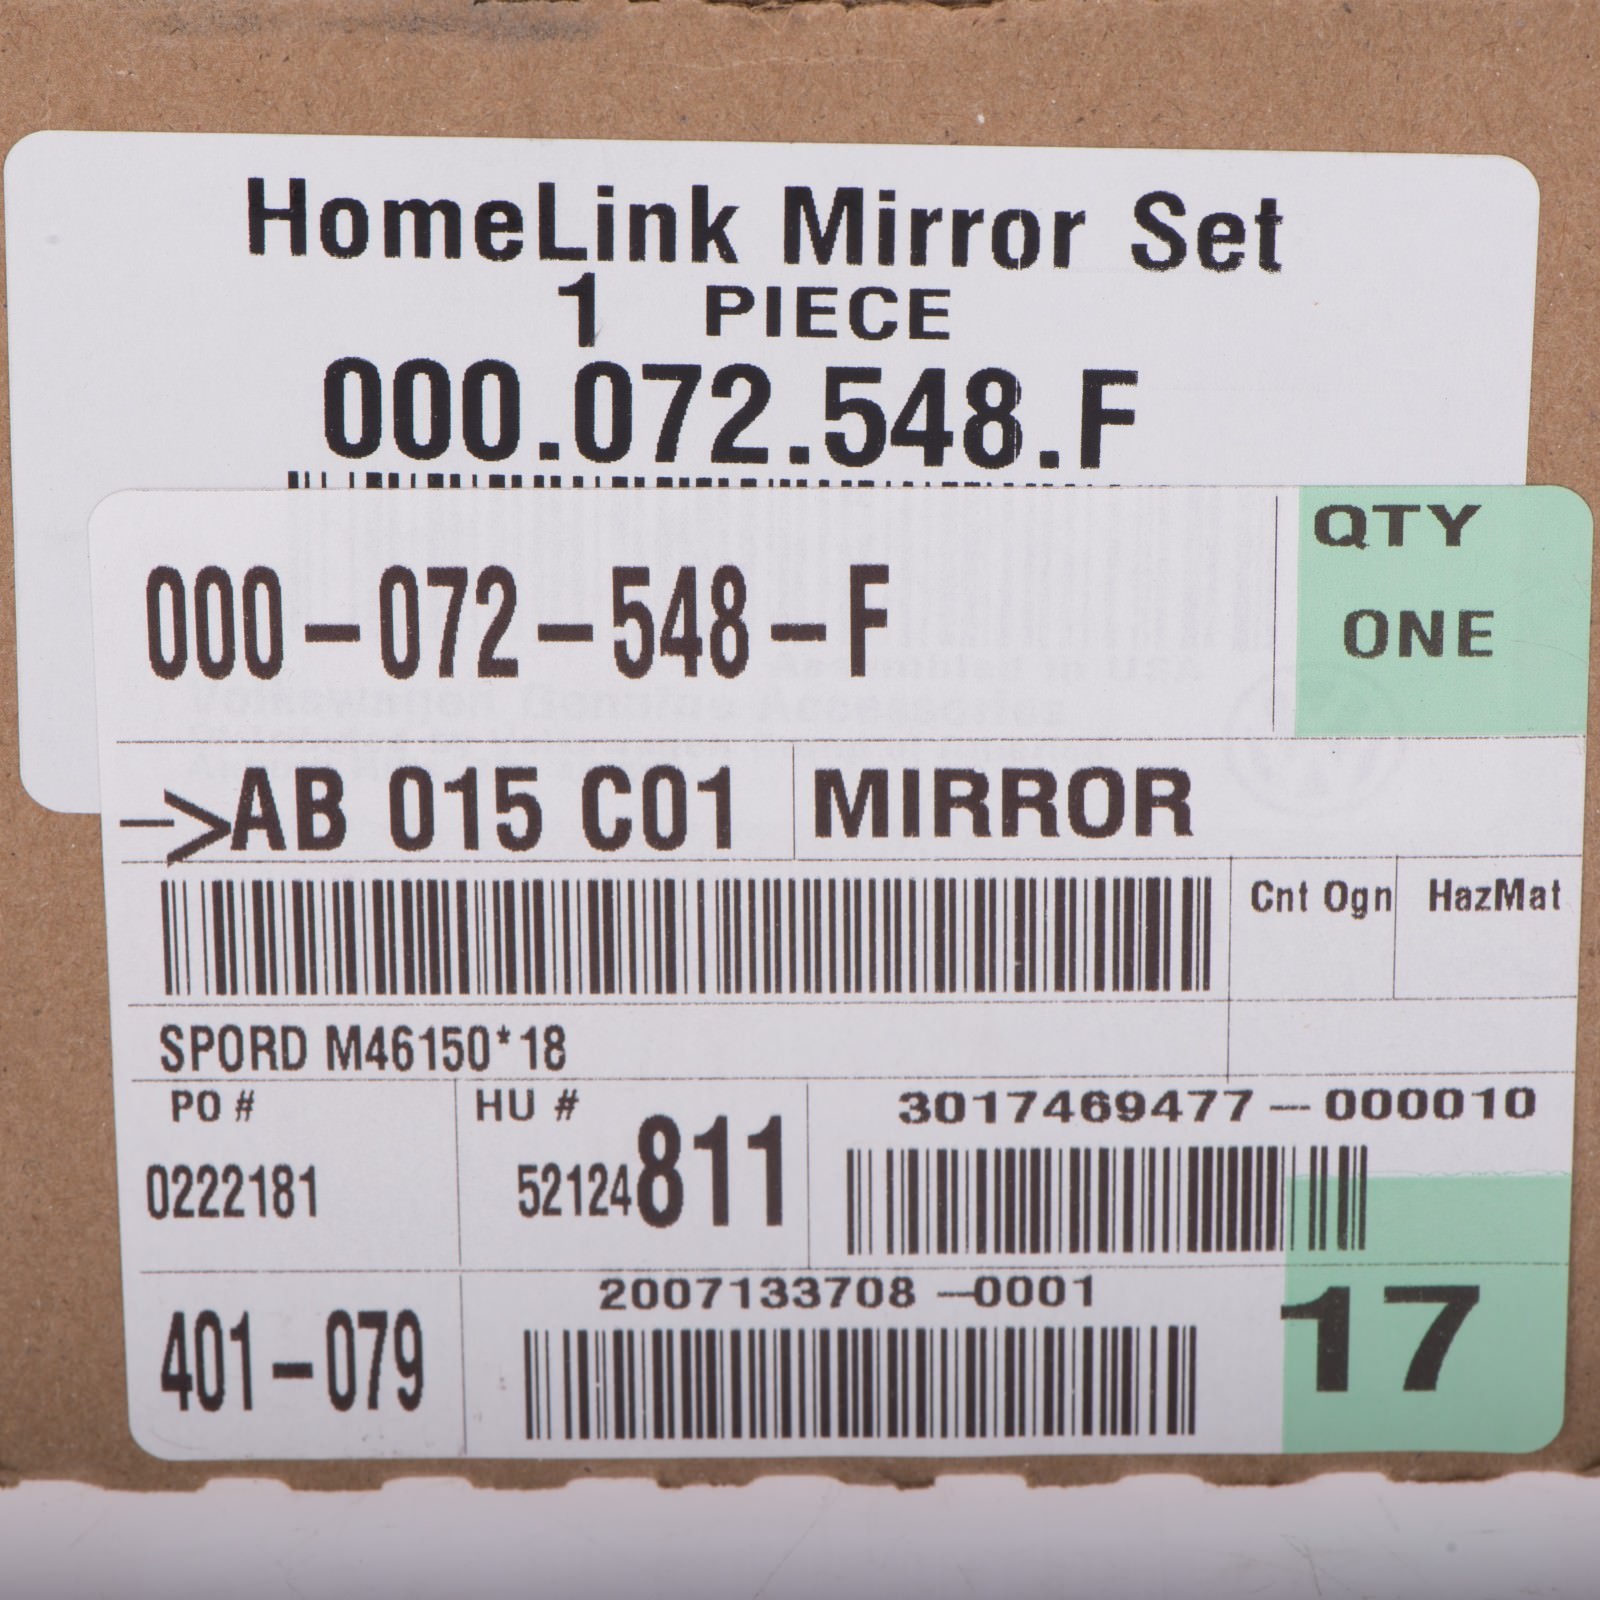 HomeLink Mirror Set
1 PIECE
000.072.548.F
000-072-548-F
QTY
ONE
Assembled in USA
Volkswagen Genuine Accessories
->AB 015 C01 MIRROR
Cnt Ogn HazMat
SPORD M46150*18
PO # HU # 3017469477-000010
0222181 52124811
2007133708-0001
401-079 17